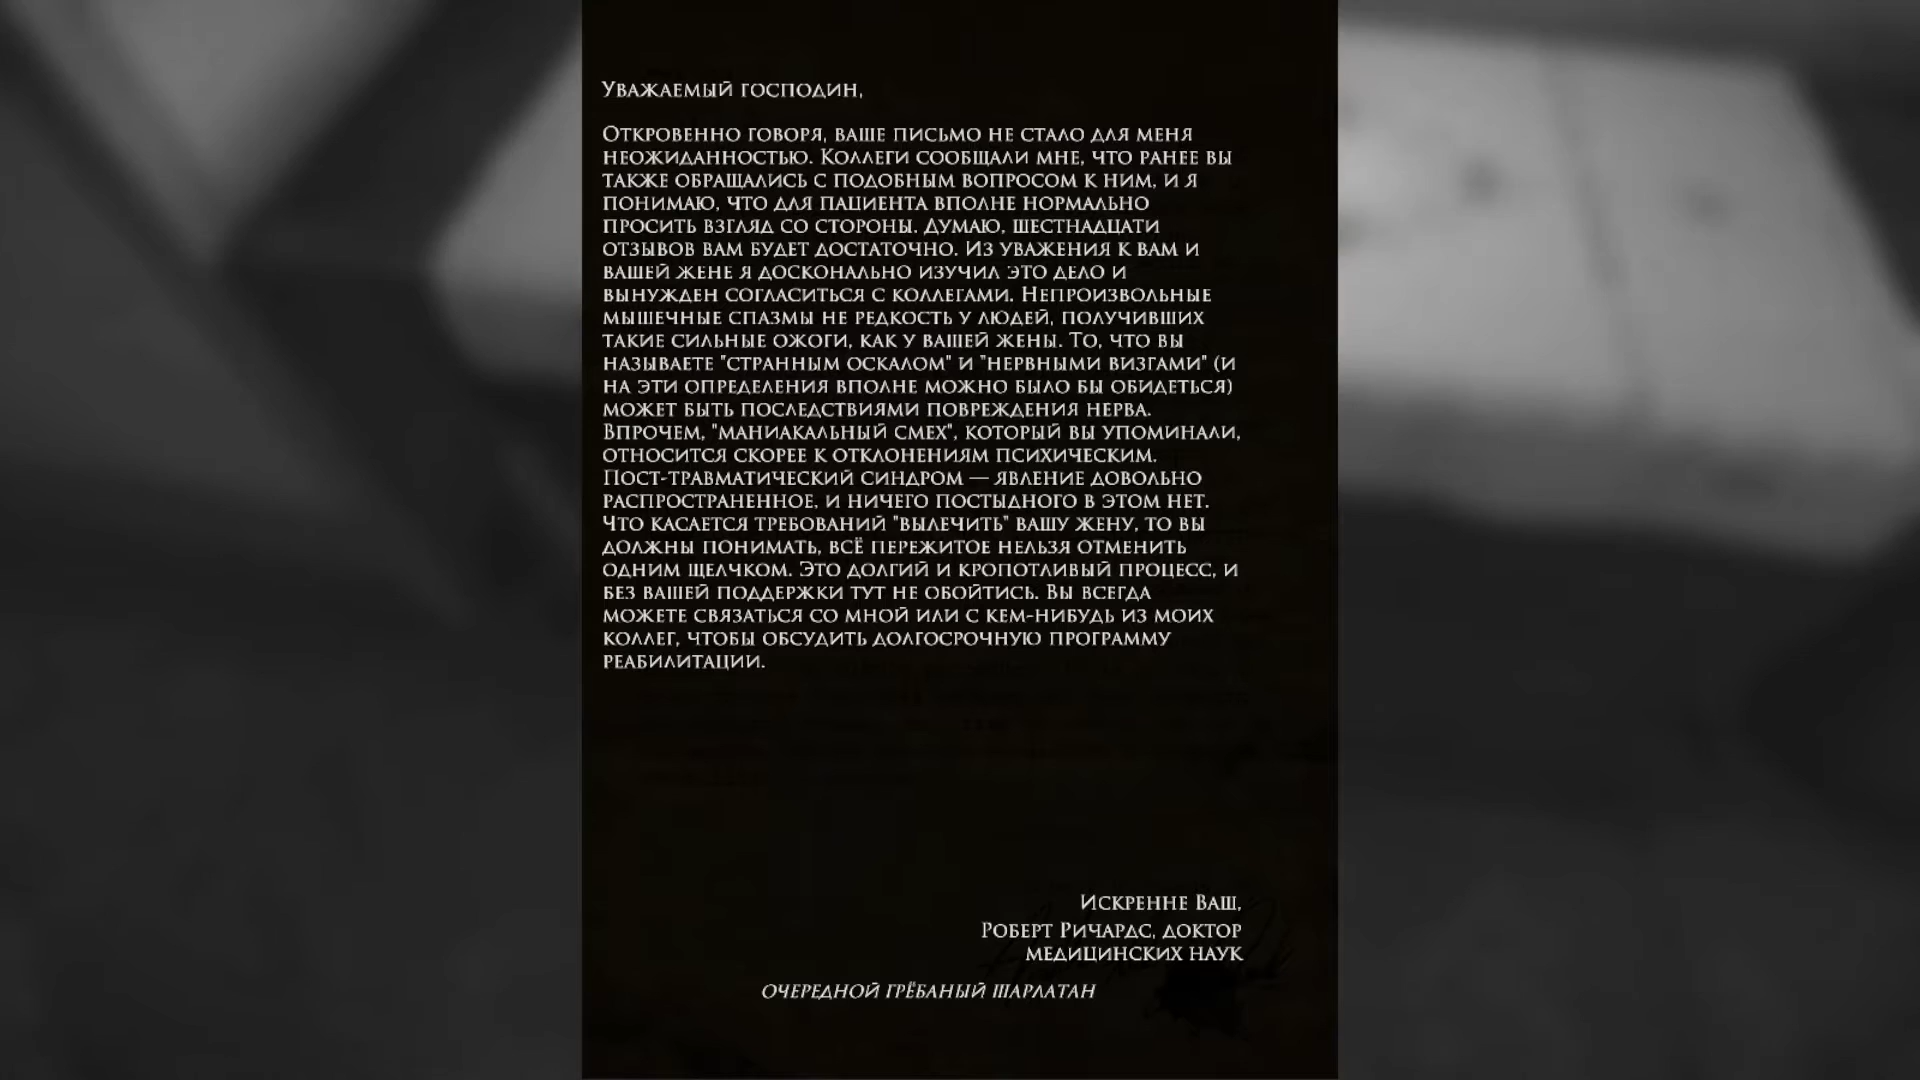 Уважаемый господин,
Откровенно говоря, ваше письмо не стало для меня
неожиданностью. Коллеги сообщали мне, что ранее вы
также обращались с подобным вопросом к ним, и я
понимаю, что для пациента вполне нормально
просить взгляд со стороны. Думаю, шестнадцати
отзывов вам будет достаточно. Из уважения к вам и
вашей жене я досконально изучил это дело и
вынужден согласиться с коллегами. Непроизвольные
мышечные спазмы не редкость у людей, получивших
такие сильные ожоги, как у вашей жены. То, что вы
называете "странным оскалом" и "нервными визгами" (и
на эти определения вполне можно было бы обидеться)
может быть последствиями повреждения нерва.
Впрочем, "маниакальный смех", который вы упоминали,
относится скорее к отклонениям психическим.
Пост-травматический синдром — явление довольно
распространенное, и ничего постыдного в этом нет.
Что касается требований "вылечить" вашу жену, то вы
должны понимать, всё пережитое нельзя отменить
одним щелчком. Это долгий и кропотливый процесс, и
без вашей поддержки тут не обойтись. Вы всегда
можете связаться со мной или с кем-нибудь из моих
коллег, чтобы обсудить долгосрочную программу
реабилитации.
Искренне Ваш,
Роберт Ричардс, доктор
медицинских наук
очередной грёбаный шарлатан